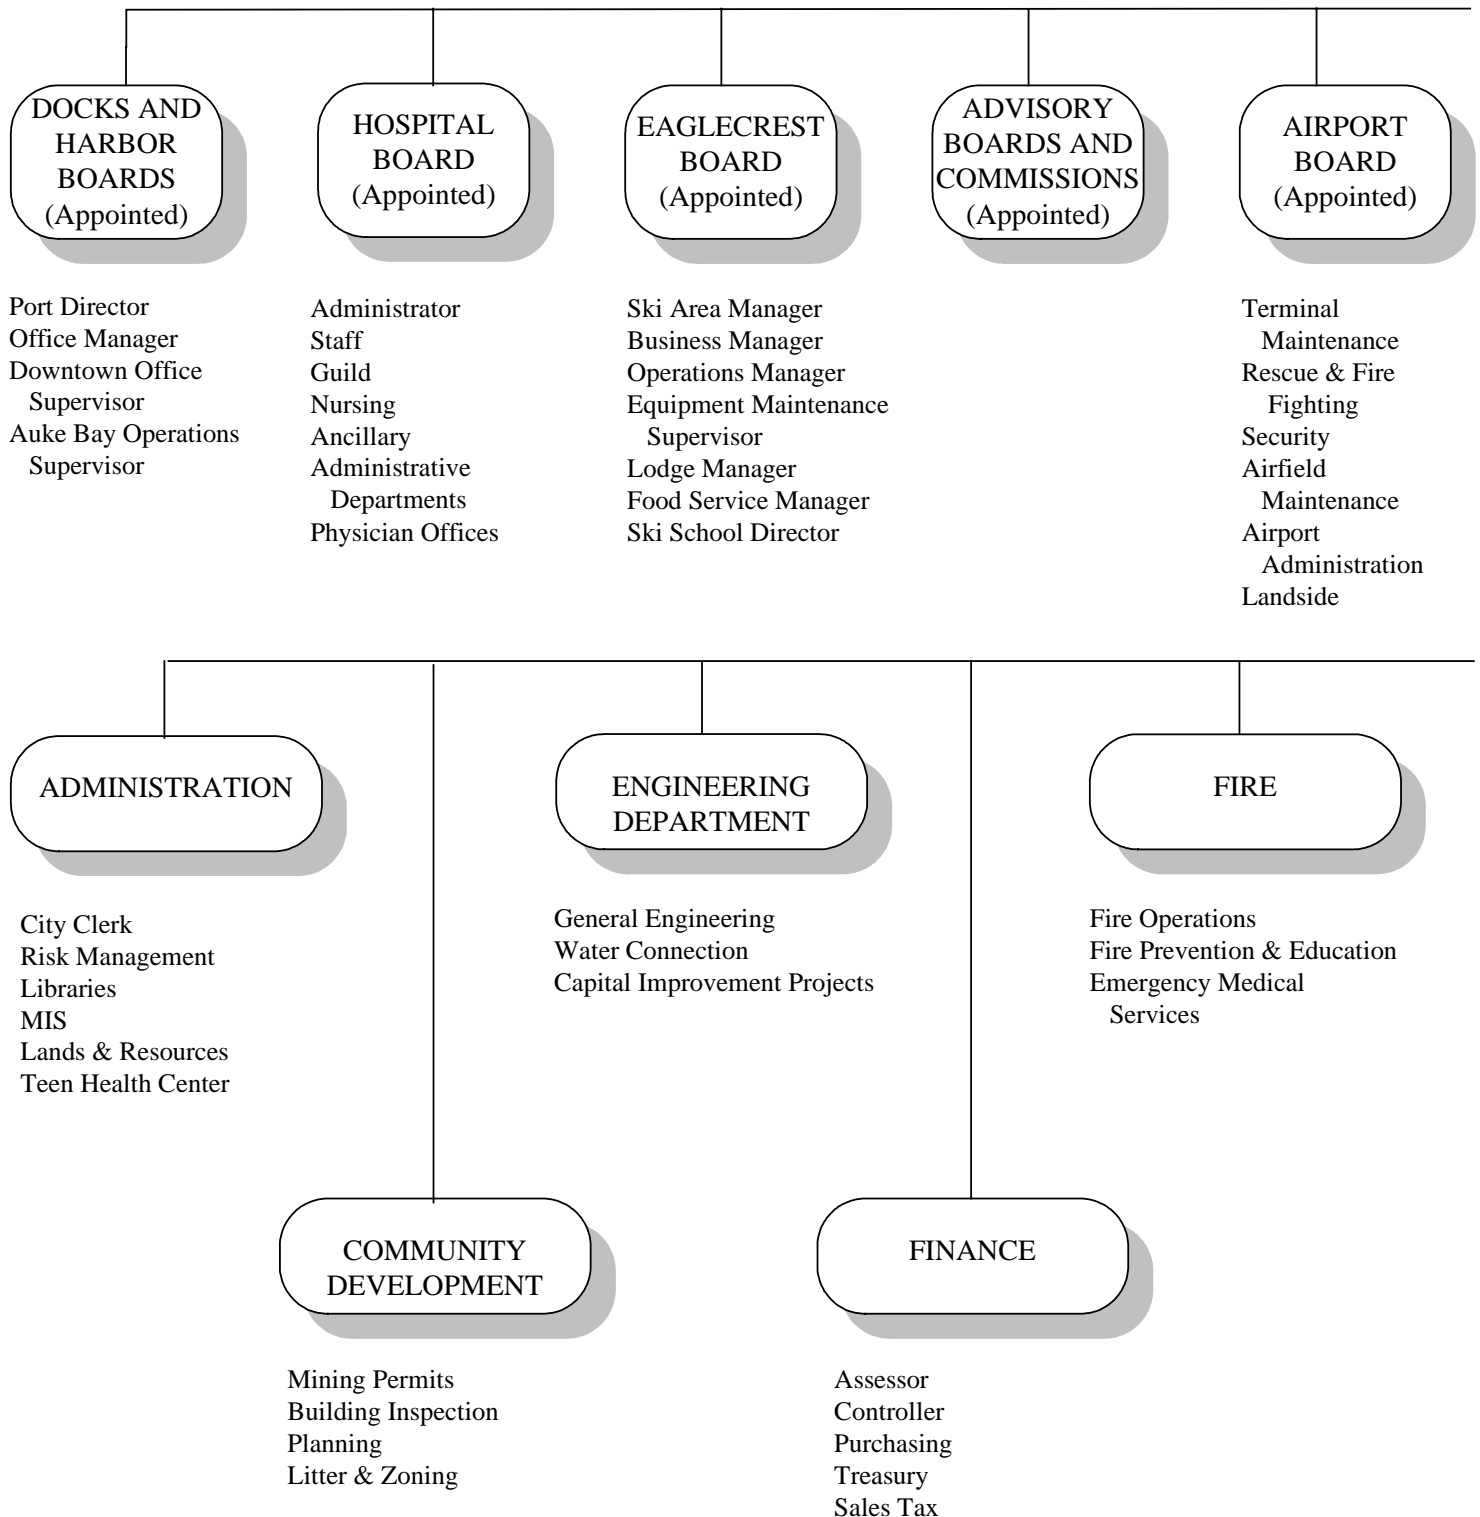 DOCKS AND
HARBOR
BOARDS
(Appointed)
HOSPITAL
BOARD
(Appointed)
EAGLECREST
BOARD
(Appointed)
ADVISORY
BOARDS AND
COMMISSIONS
(Appointed)
AIRPORT
BOARD
(Appointed)
Port Director
Office Manager
Downtown Office
Supervisor
Auke Bay Operations
Supervisor
Administrator
Staff
Guild
Nursing
Ancillary
Administrative
Departments
Physician Offices
Ski Area Manager
Business Manager
Operations Manager
Equipment Maintenance
Supervisor
Lodge Manager
Food Service Manager
Ski School Director
Terminal
Maintenance
Rescue & Fire
Fighting
Security
Airfield
Maintenance
Airport
Administration
Landside
ADMINISTRATION
ENGINEERING
DEPARTMENT
FIRE
City Clerk
Risk Management
Libraries
MIS
Lands & Resources
Teen Health Center
General Engineering
Water Connection
Capital Improvement Projects
Fire Operations
Fire Prevention & Education
Emergency Medical
Services
COMMUNITY
DEVELOPMENT
FINANCE
Mining Permits
Building Inspection
Planning
Litter & Zoning
Assessor
Controller
Purchasing
Treasury
Sales Tax